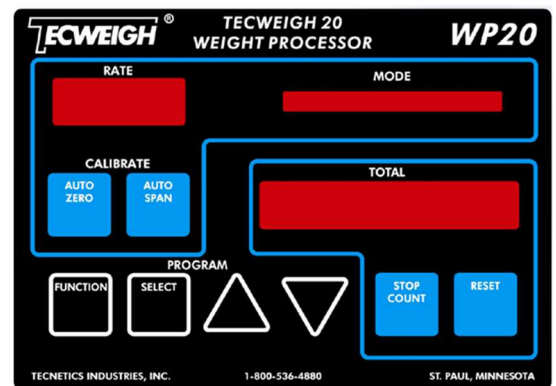 TECWEIGH®
TECWEIGH 20
WEIGHT PROCESSOR
WP20
RATE
MODE
CALIBRATE
AUTO
ZERO
AUTO
SPAN
TOTAL
PROGRAM
FUNCTION
SELECT
STOP
COUNT
RESET
TECNETICS INDUSTRIES, INC.
1-800-536-4880
ST. PAUL, MINNESOTA